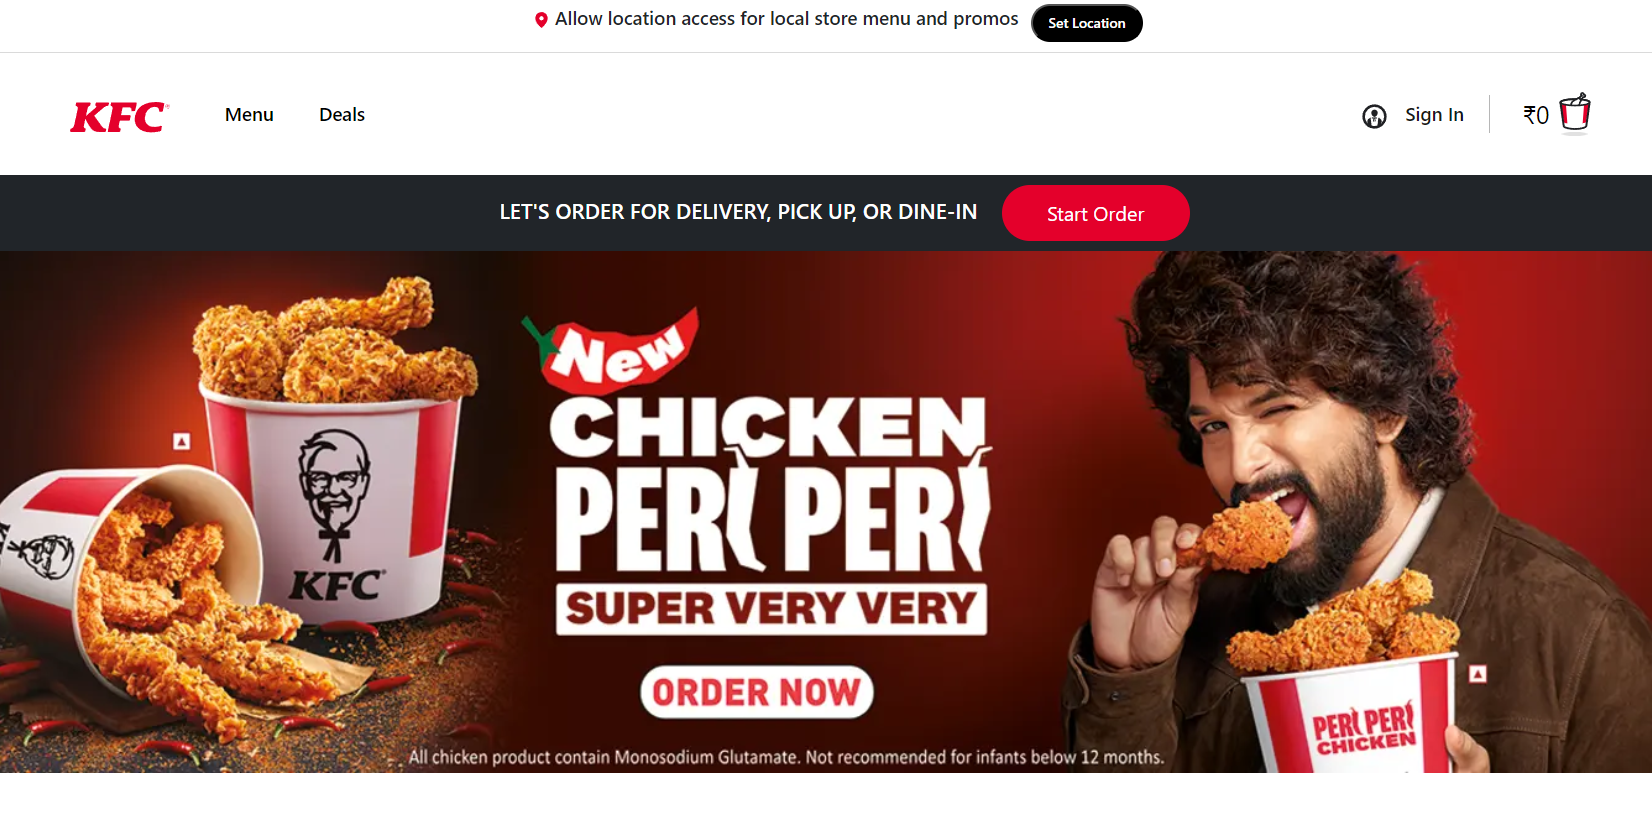 Allow location access for local store menu and promos Set Location
KFC Menu Deals Sign In ₹0
LET'S ORDER FOR DELIVERY, PICK UP, OR DINE-IN Start Order
New
CHICKEN
PERI PERI
SUPER VERY VERY
ORDER NOW
KFC
PERI PERI
CHICKEN
All chicken product contain Monosodium Glutamate. Not recommended for infants below 12 months.